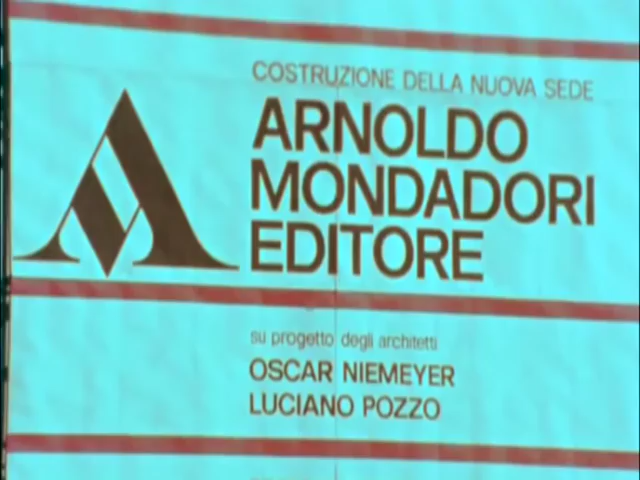 COSTRUZIONE DELLA NUOVA SEDE
ARNOLDO
MONDADORI
EDITORE
su progetto degli architetti
OSCAR NIEMEYER
LUCIANO POZZO